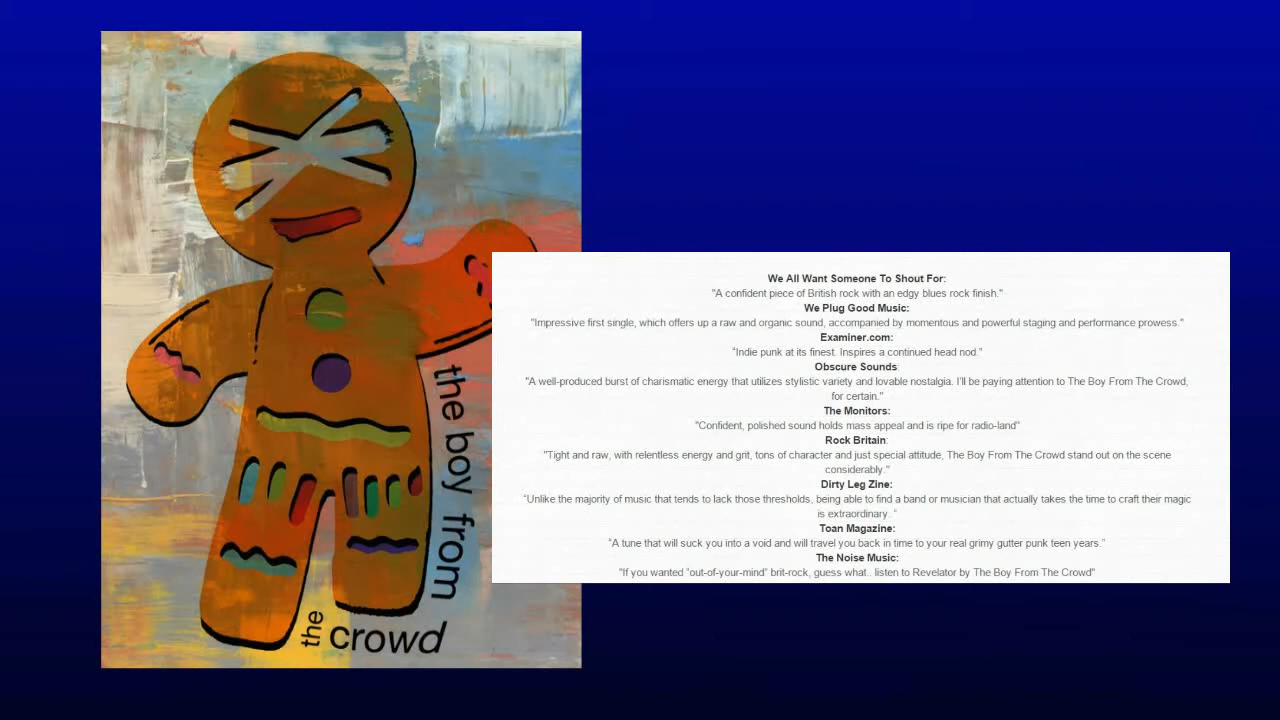 the boy from
the crowd
We All Want Someone To Shout For:
"A confident piece of British rock with an edgy blues rock finish."
We Plug Good Music:
"Impressive first single, which offers up a raw and organic sound, accompanied by momentous and powerful staging and performance prowess."
Examiner.com:
"Indie punk at its finest. Inspires a continued head nod."
Obscure Sounds:
"A well-produced burst of charismatic energy that utilizes stylistic variety and lovable nostalgia. I'll be paying attention to The Boy From The Crowd,
for certain."
The Monitors:
"Confident, polished sound holds mass appeal and is ripe for radio-land"
Rock Britain:
"Tight and raw, with relentless energy and grit, tons of character and just special attitude, The Boy From The Crowd stand out on the scene
considerably."
Dirty Leg Zine:
"Unlike the majority of music that tends to lack those thresholds, being able to find a band or musician that actually takes the time to craft their magic
is extraordinary. "
Toan Magazine:
"A tune that will suck you into a void and will travel you back in time to your real grimy gutter punk teen years."
The Noise Music:
"If you wanted "out-of-your-mind" brit-rock, guess what.. listen to Revelator by The Boy From The Crowd"